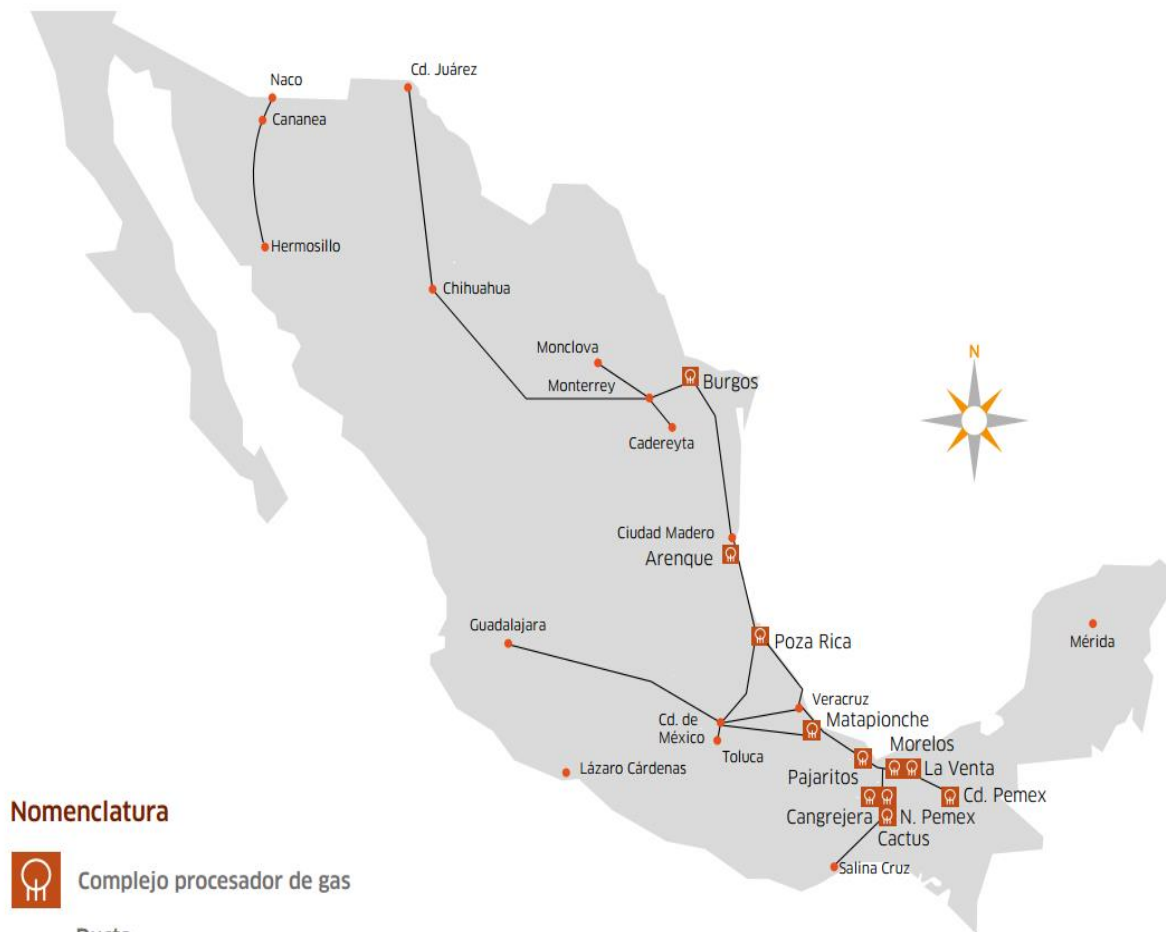 Naco
Cd. Juárez
Cananea
Hermosillo
Chihuahua
Monclova
Monterrey
Burgos
Cadereyta
N
Ciudad Madero
Arenque
Guadalajara
Poza Rica
Mérida
Veracruz
Cd. de
México
Matapionche
Toluca
Morelos
Lázaro Cárdenas
Pajaritos
La Venta
Cd. Pemex
Cangrejera
N. Pemex
Cactus
Salina Cruz
Nomenclatura
Complejo procesador de gas